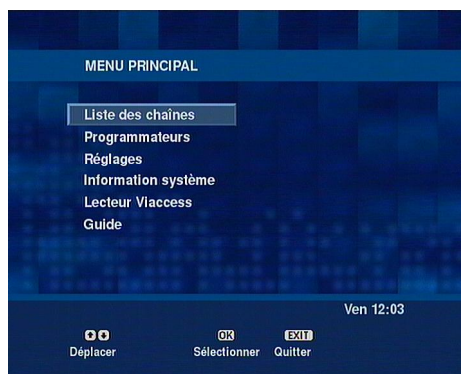 MENU PRINCIPAL
Liste des chaînes
Programmateurs
Réglages
Information système
Lecteur Viaccess
Guide
Ven 12:03
OK EXIT
Déplacer Sélectionner Quitter